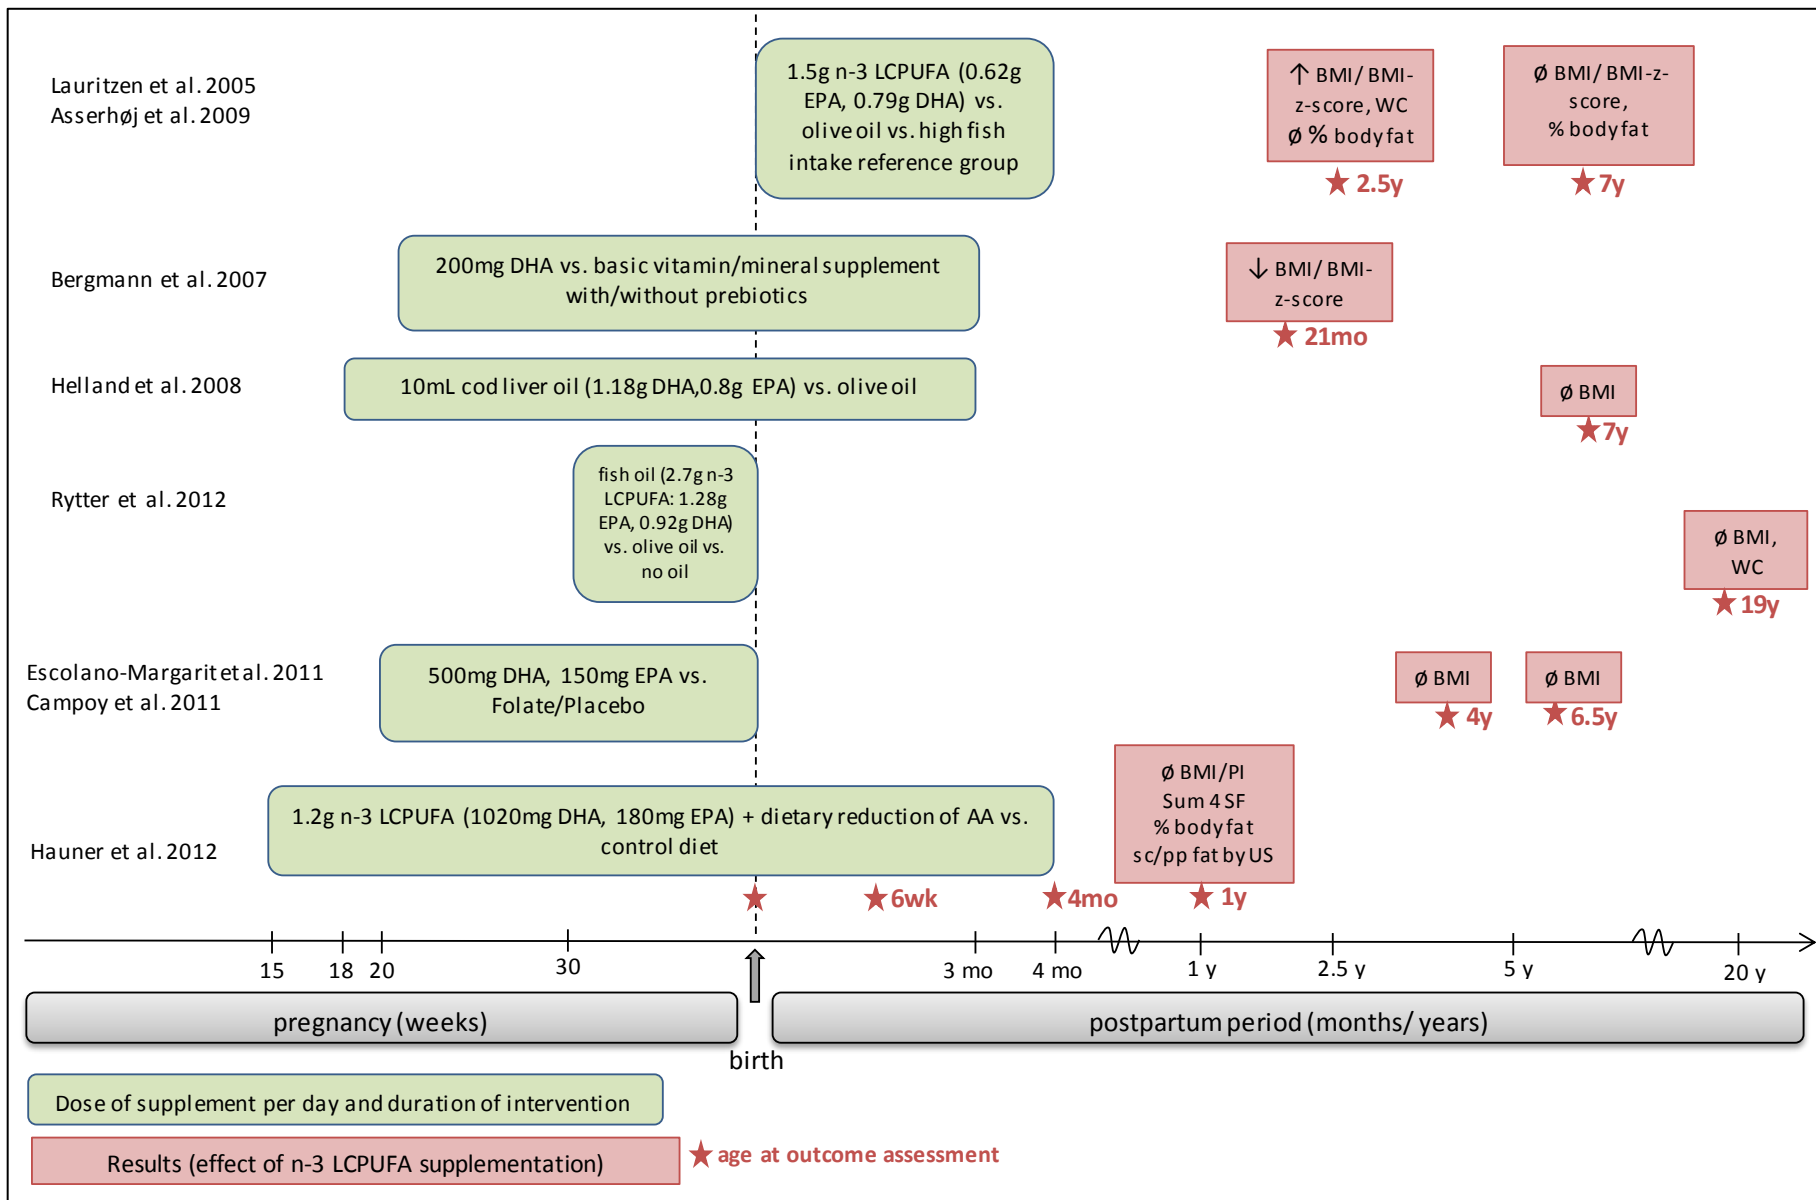 Lauritzen et al. 2005
Asserhøj et al. 2009
1.5g n-3 LCPUFA (0.62g
EPA, 0.79g DHA) vs.
olive oil vs. high fish
intake reference group
↑ BMI/ BMI-
z-score, WC
ø % body fat
★ 2.5y
ø BMI/ BMI-z-
score,
% body fat
★ 7y
Bergmann et al. 2007
200mg DHA vs. basic vitamin/mineral supplement
with/without prebiotics
↓ BMI/ BMI-
z-score
★ 21mo
Helland et al. 2008
10mL cod liver oil (1.18g DHA,0.8g EPA) vs. olive oil
ø BMI
★ 7y
Rytter et al. 2012
fish oil (2.7g n-3
LCPUFA: 1.28g
EPA, 0.92g DHA)
vs. olive oil vs.
no oil
ø BMI,
WC
★ 19y
Escolano-Margarit et al. 2011
Campoy et al. 2011
500mg DHA, 150mg EPA vs.
Folate/Placebo
ø BMI
★ 4y
ø BMI
★ 6.5y
Hauner et al. 2012
1.2g n-3 LCPUFA (1020mg DHA, 180mg EPA) + dietary reduction of AA vs.
control diet
ø BMI/PI
Sum 4 SF
% body fat
sc/pp fat by US
★ ★ 6wk ★ 4mo ★ 1y
15 18 20 30 3 mo 4 mo 1 y 2.5 y 5 y 20 y
pregnancy (weeks)
postpartum period (months/ years)
birth
Dose of supplement per day and duration of intervention
Results (effect of n-3 LCPUFA supplementation)
★ age at outcome assessment